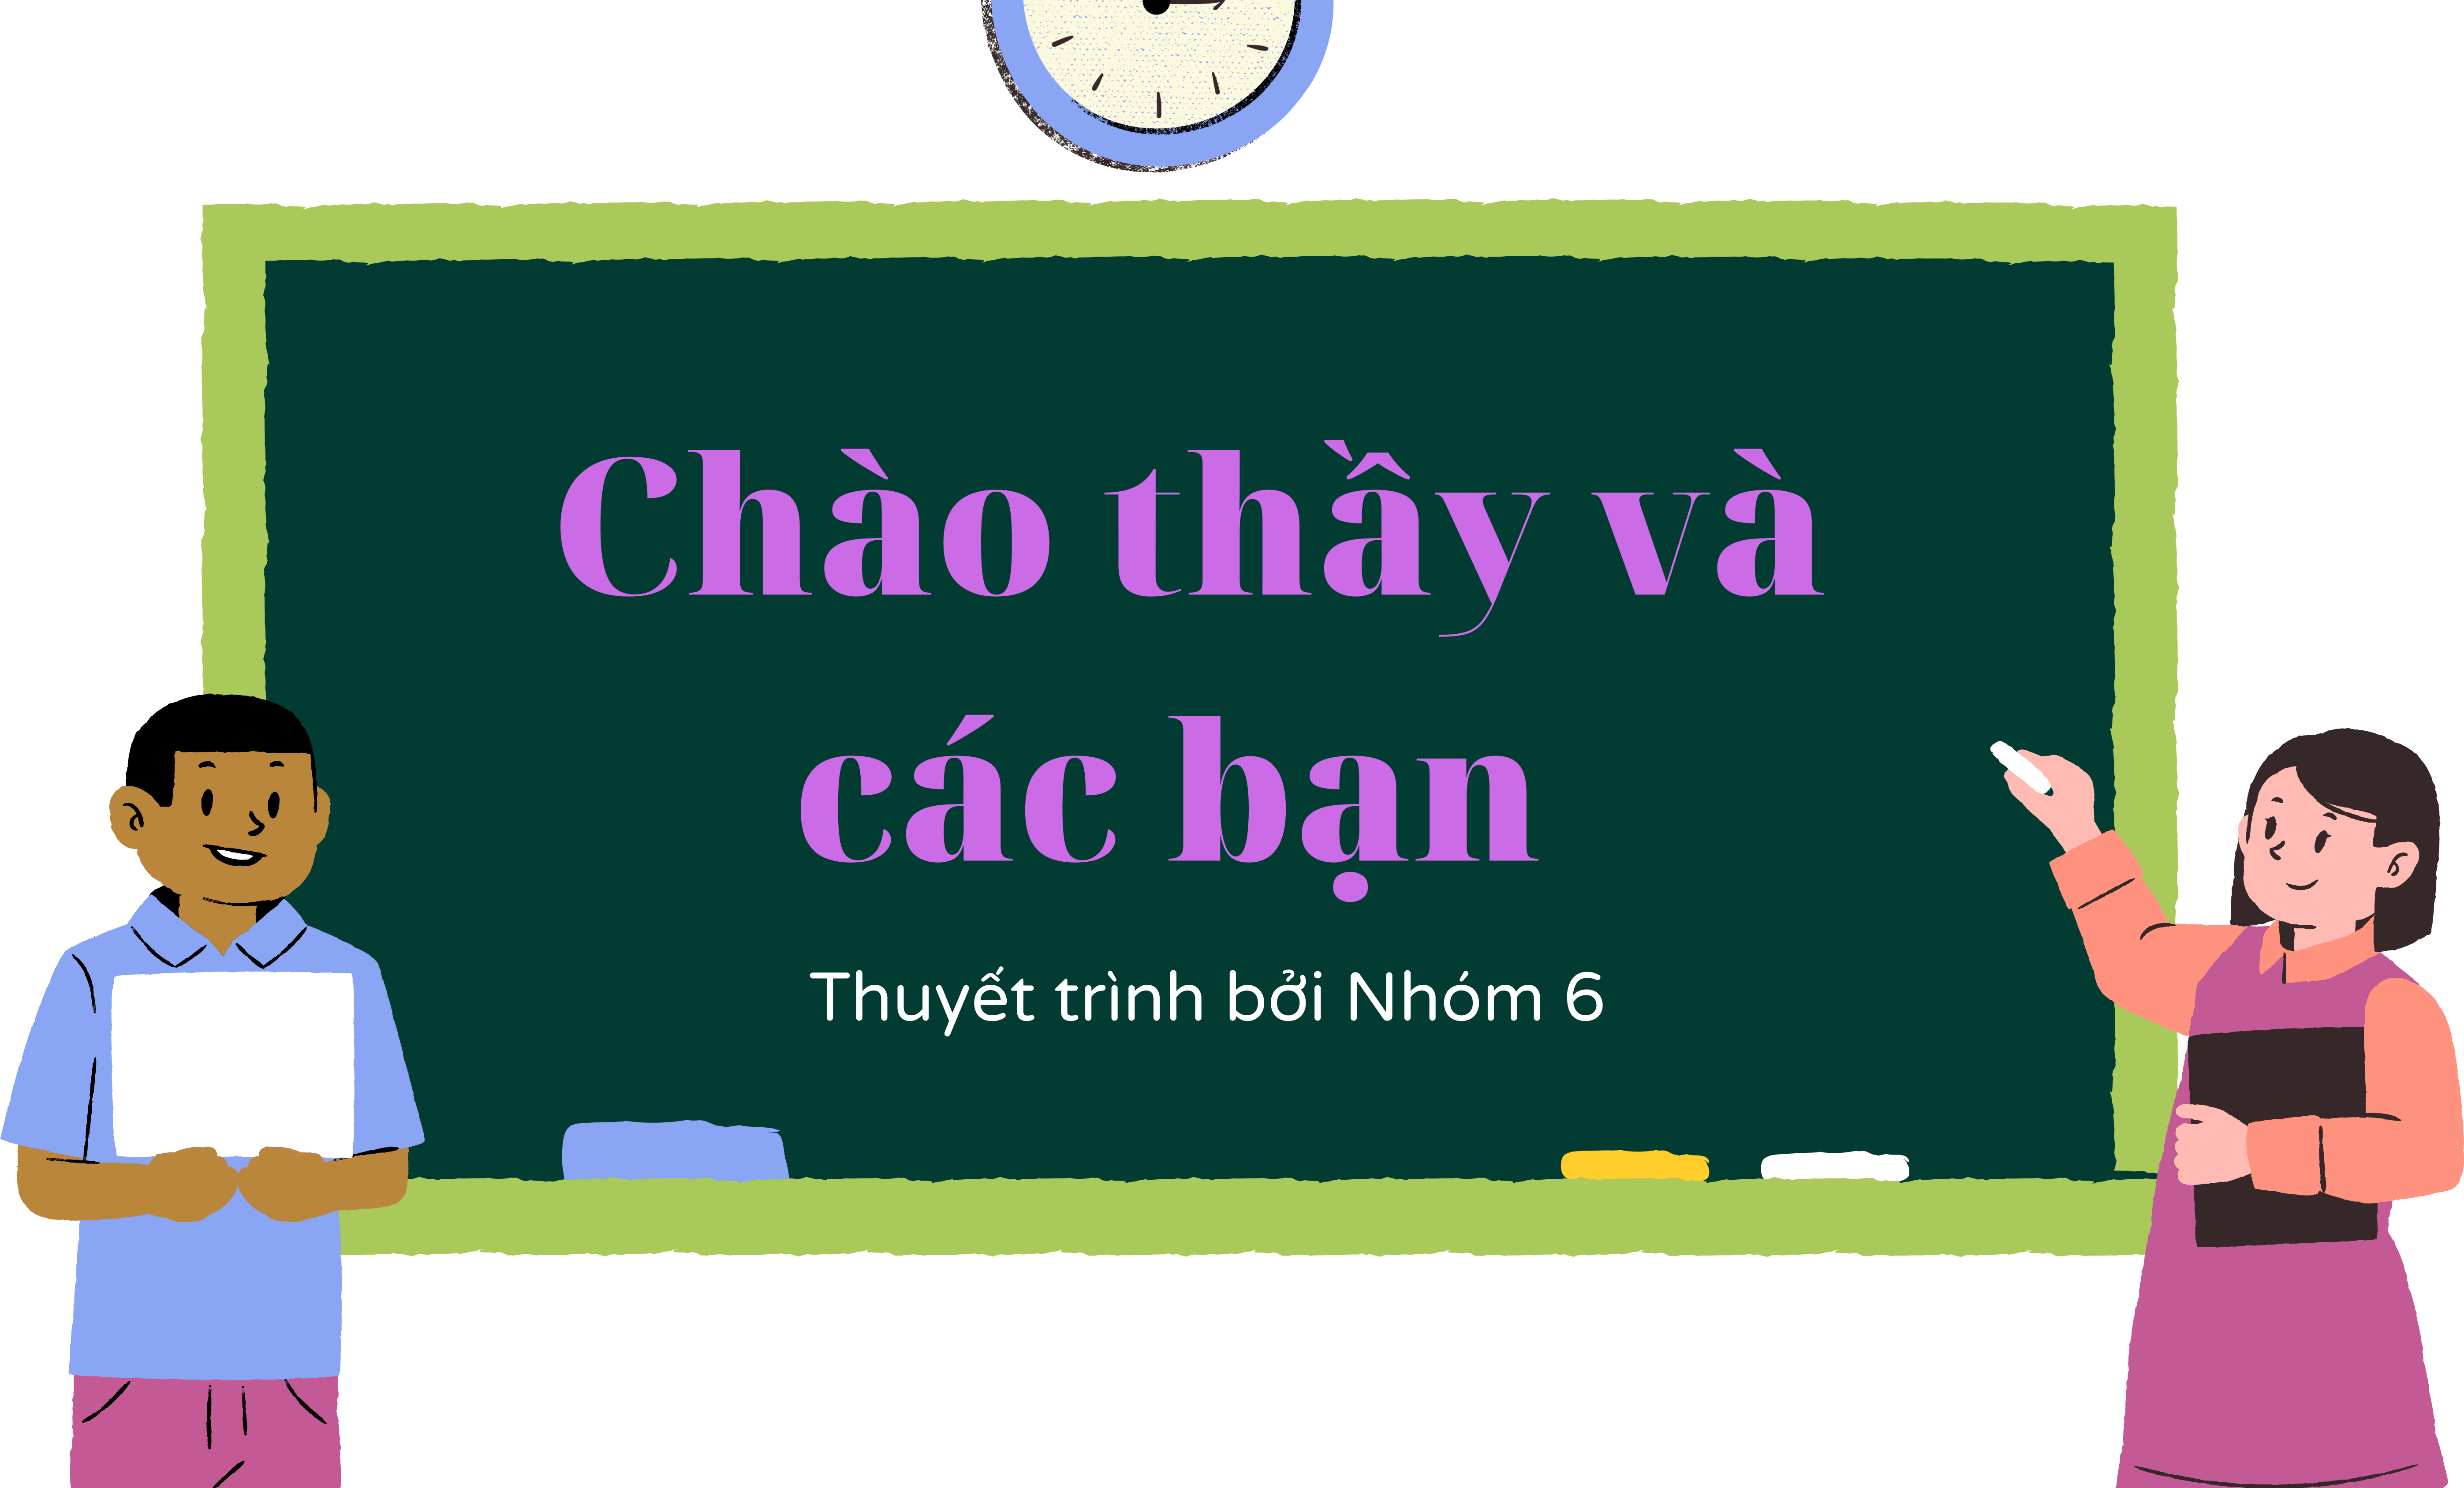 Chào thầy và
các bạn
Thuyết trình bởi Nhóm 6